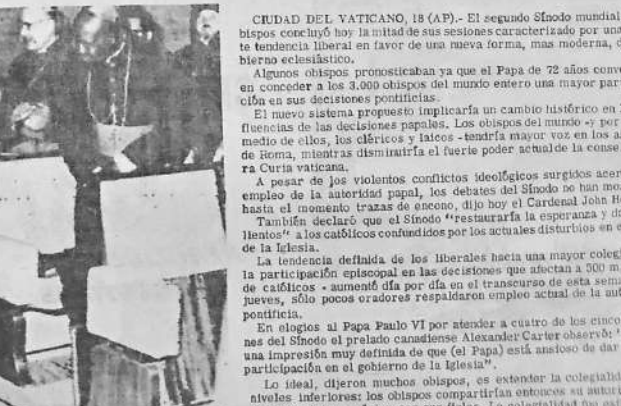 CIUDAD DEL VATICANO, 18 (AP).- El segundo Sínodo mundial
bispos concluyó hoy la mitad de sus sesiones caracterizado por una
te tendencia liberal en favor de una nueva forma, mas moderna, d
bierno eclesiástico.
Algunos obispos pronosticaban ya que el Papa de 72 años conv
en conceder a los 3.000 obispos del mundo entero una mayor par
ción en sus decisiones pontificias.
El nuevo sistema propuesto implicaría un cambio histórico en l
fluencias de las decisiones papales. Los obispos del mundo -y por
medio de ellos, los cléricos y laicos -tendría mayor voz en los a
de Roma, mientras disminuiría el fuerte poder actual de la conse
ra Curia vaticana.
A pesar de los violentos conflictos ideológicos surgidos acer
empleo de la autoridad papal, los debates del Sínodo no han mo
hasta el momento trazas de encono, dijo hoy el Cardenal John H
También declaró que el Sínodo "restauraría la esperanza y d
lientos" a los católicos confundidos por los actuales disturbios en e
de la Iglesia.
La tendencia definida de los liberales hacia una mayor coleg
la participación episcopal en las decisiones que afectan a 500 m
de católicos - aumentó día por día en el transcurso de esta sem
jueves, sólo pocos oradores respaldaron empleo actual de la au
pontificia.
En elogios al Papa Paulo VI por atender a cuatro de los cinco
nes del Sínodo el prelado canadiense Alexander Carter observó: "
una impresión muy definida de que (el Papa) está ansioso de dar
participación en el gobierno de la Iglesia".
Lo ideal, dijeron muchos obispos, es extender la colegialid
niveles inferiores: los obispos compartirían entonces su autori